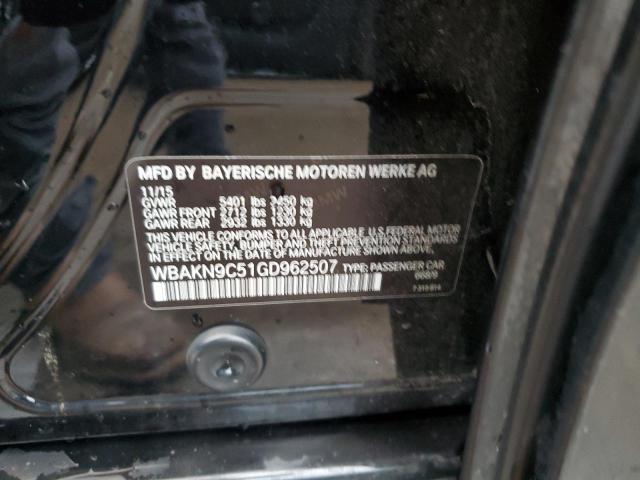 MFD BY BAYERISCHE MOTOREN WERKE AG
11/15
GVWR 5401 lbs 2450 kg
GAWR FRONT 2712 lbs 1230 kg
GAWR REAR 2933 lbs 1330 kg
THIS VEHICLE CONFORMS TO ALL APPLICABLE U.S. FEDERAL MOTOR
VEHICLE SAFETY, BUMPER, AND THEFT PREVENTION STANDARDS
IN EFFECT ON THE DATE OF MANUFACTURE SHOWN ABOVE.
WBAKN9C51GD962507 TYPE: PASSENGER CAR